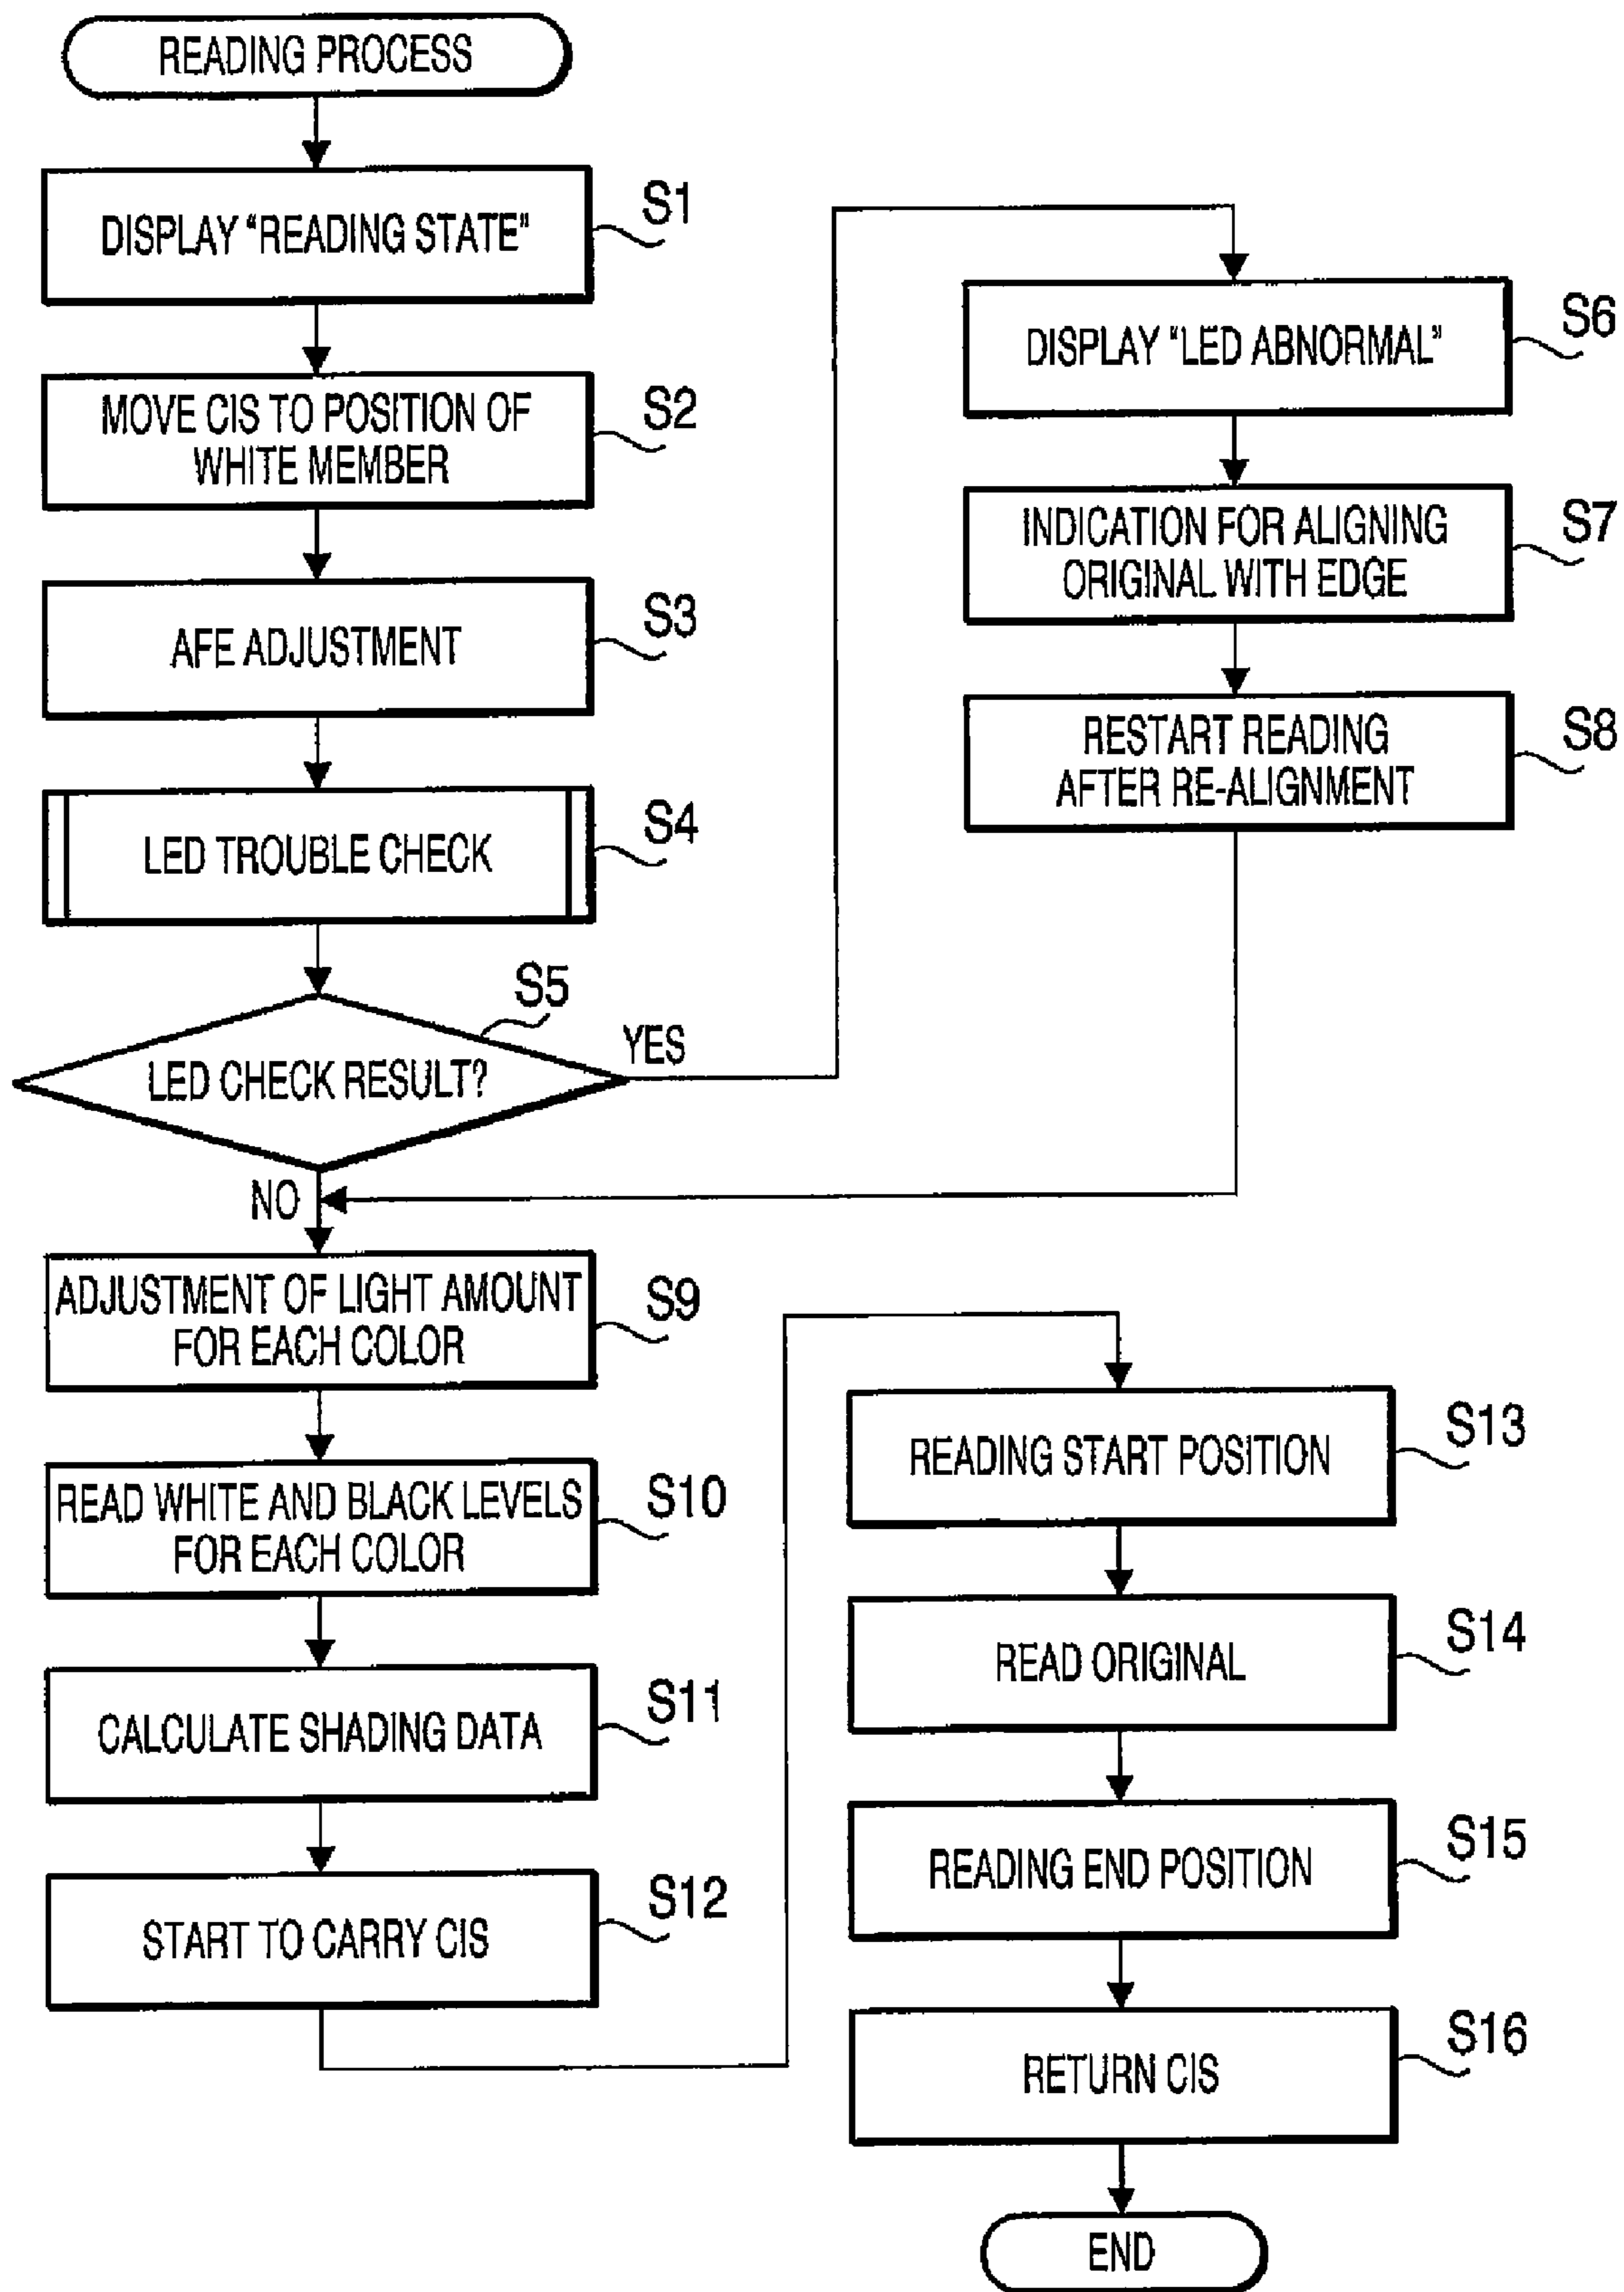 READING PROCESS
DISPLAY "READING STATE"
S1
MOVE CIS TO POSITION OF
WHITE MEMBER
S2
AFE ADJUSTMENT
S3
LED TROUBLE CHECK
S4
LED CHECK RESULT?
S5
YES
NO
DISPLAY "LED ABNORMAL"
S6
INDICATION FOR ALIGNING
ORIGINAL WITH EDGE
S7
RESTART READING
AFTER RE-ALIGNMENT
S8
ADJUSTMENT OF LIGHT AMOUNT
FOR EACH COLOR
S9
READ WHITE AND BLACK LEVELS
FOR EACH COLOR
S10
CALCULATE SHADING DATA
S11
START TO CARRY CIS
S12
READING START POSITION
S13
READ ORIGINAL
S14
READING END POSITION
S15
RETURN CIS
S16
END